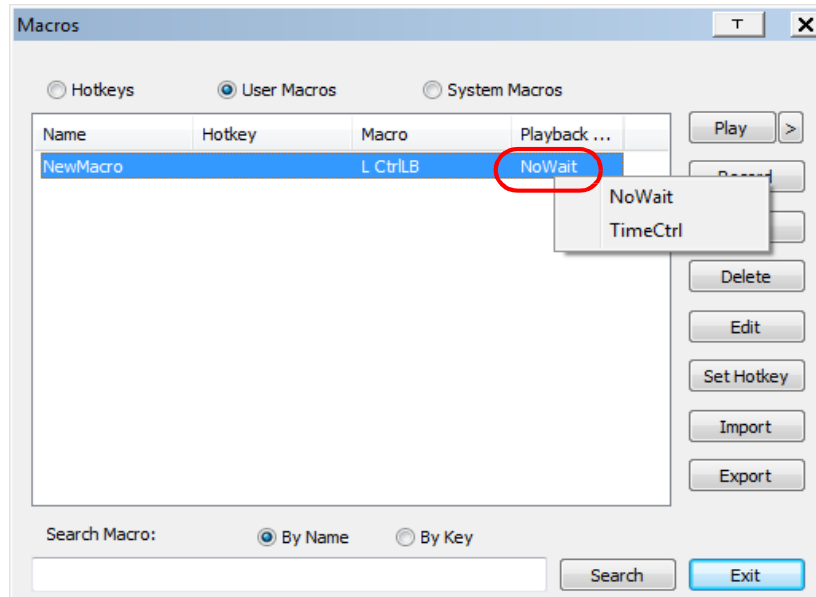 Macros
T
Hotkeys User Macros System Macros
Name Hotkey Macro Playback ... Play >
NewMacro L CtrlLB NoWait Record
NoWait
TimeCtrl
Delete
Edit
Set Hotkey
Import
Export
Search Macro: By Name By Key
Search Exit